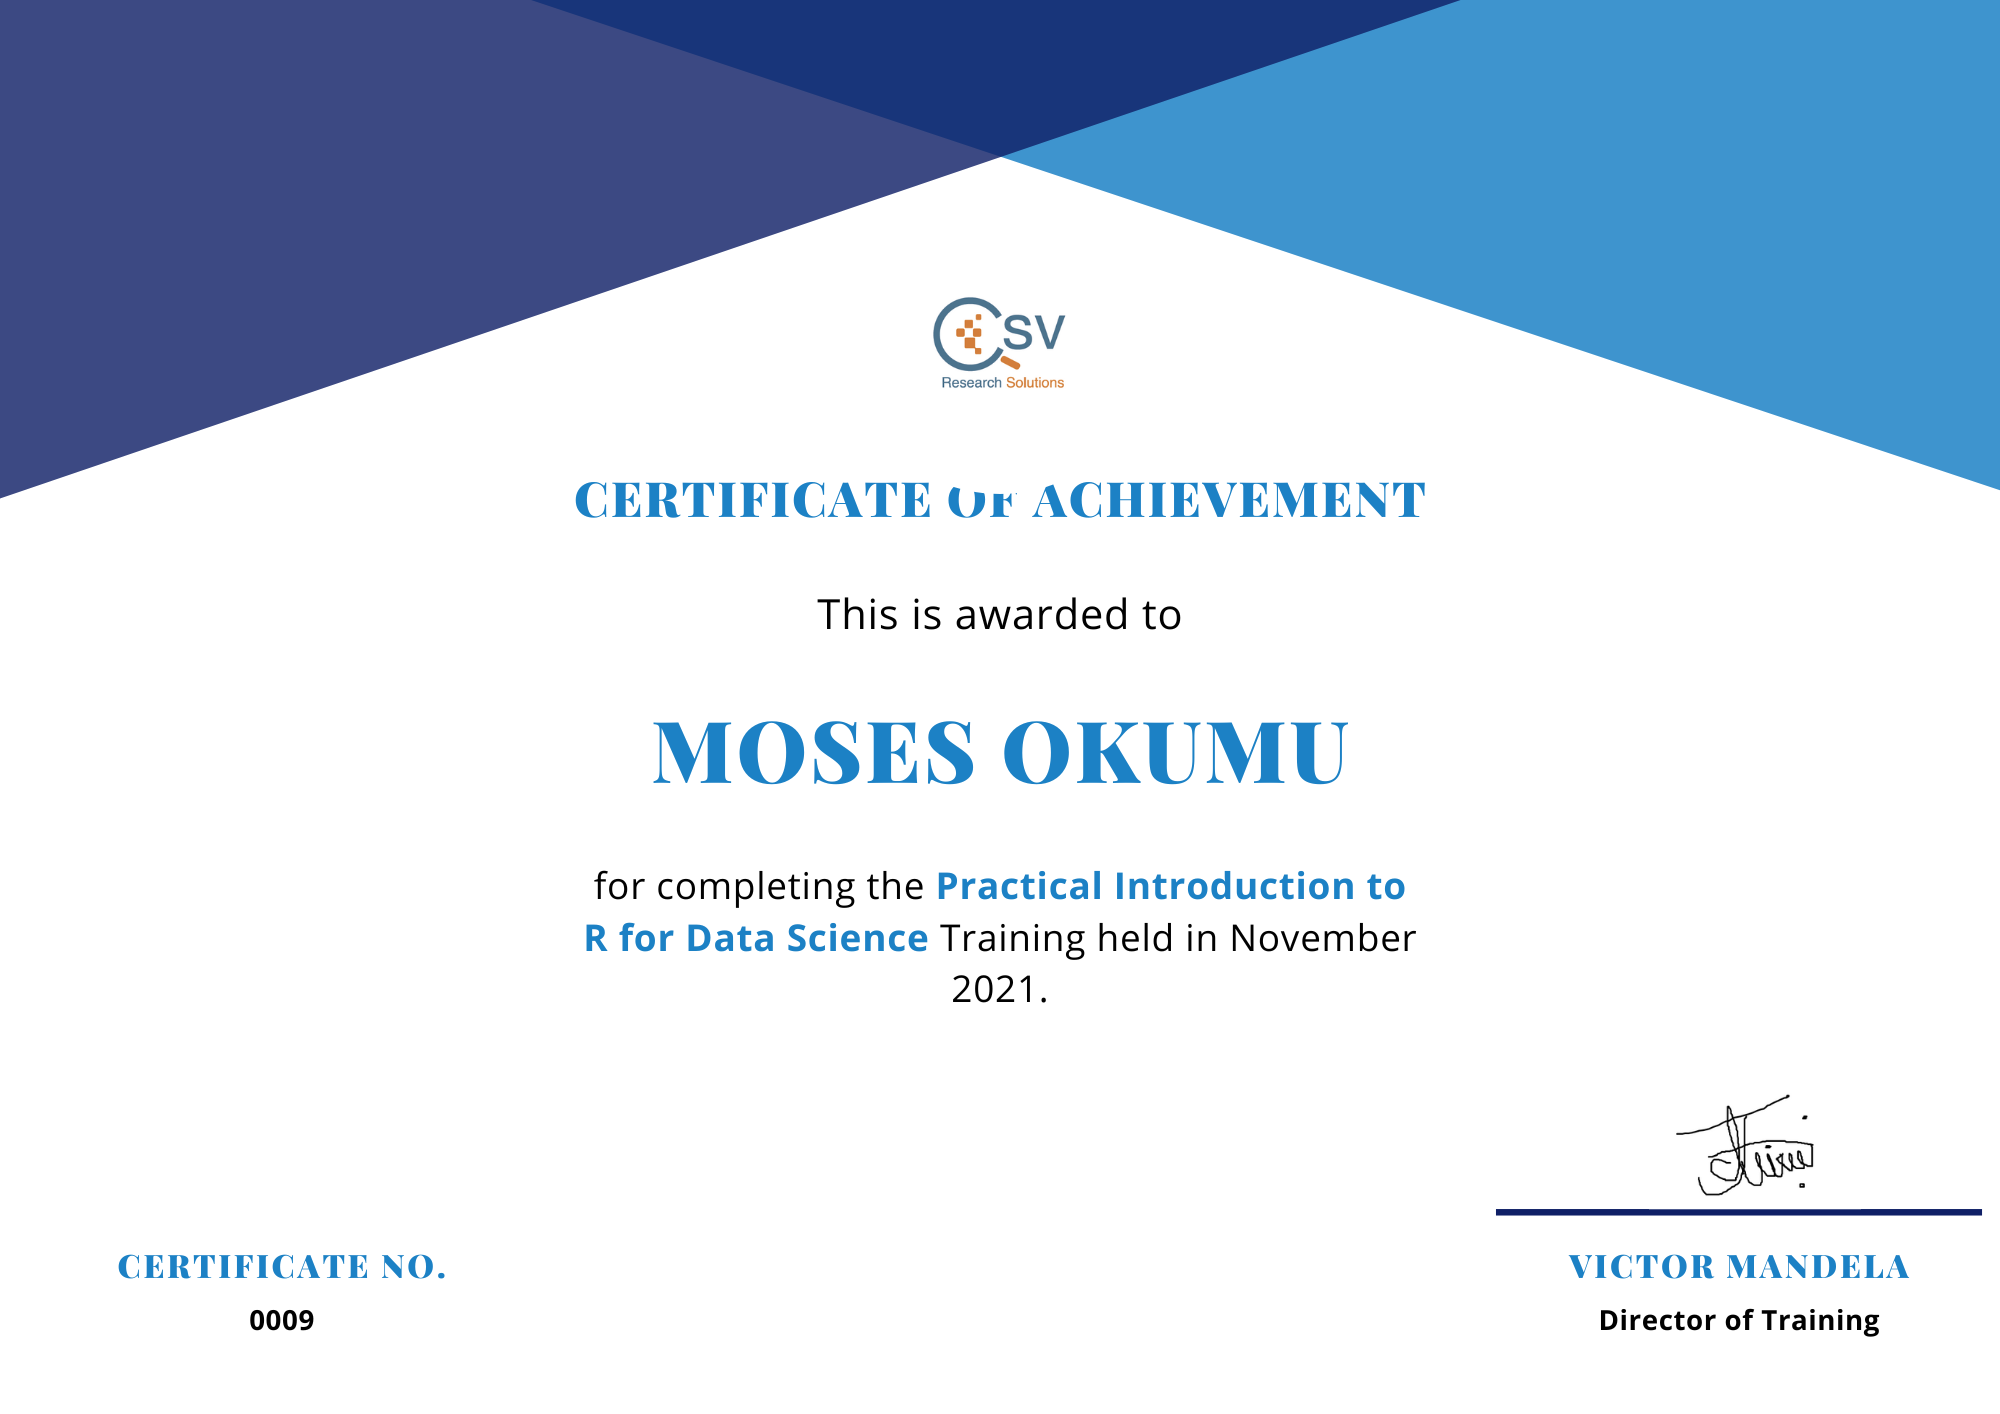 CSV
Research Solutions
CERTIFICATE OF ACHIEVEMENT
This is awarded to
MOSES OKUMU
for completing the Practical Introduction to
R for Data Science Training held in November
2021.
CERTIFICATE NO.
0009
VICTOR MANDELA
Director of Training